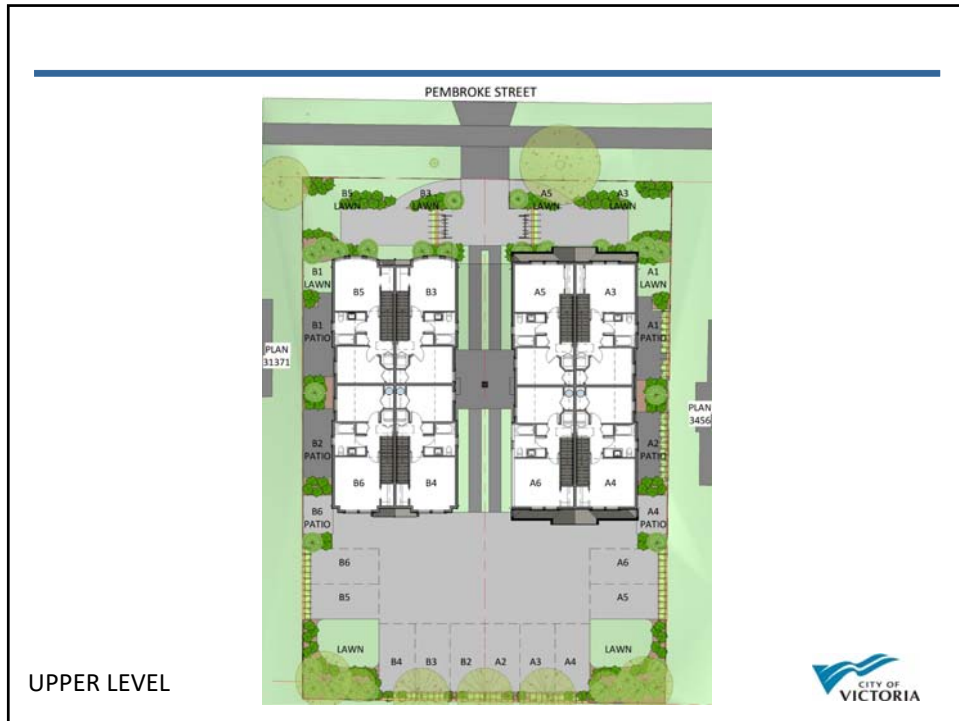 PEMBROKE STREET
B5
LAWN
B3
LAWN
A5
LAWN
A3
LAWN
B1
LAWN
B5
B3
A5
A3
A1
LAWN
B1
PATIO
A1
PATIO
PLAN
31371
PLAN
3456
B2
PATIO
A2
PATIO
B6
B4
A6
A4
B6
PATIO
A4
PATIO
B6
A6
B5
A5
LAWN
LAWN
B4
B3
B2
A2
A3
A4
UPPER LEVEL
CITY OF
VICTORIA